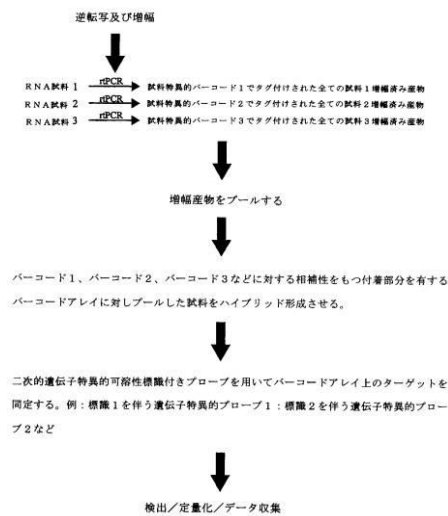 逆転写及び増幅
RNA試料1 rtPCR 試料特異的バーコード1でタグ付けされた全ての試料1増幅済み産物
RNA試料2 rtPCR 試料特異的バーコード2でタグ付けされた全ての試料2増幅済み産物
RNA試料3 rtPCR 試料特異的バーコード3でタグ付けされた全ての試料3増幅済み産物
増幅産物をプールする
バーコード1、バーコード2、バーコード3などに対する相補性をもつ付着部分を有する
バーコードアレイに対しプールした試料をハイブリッド形成させる。
二次的遺伝子特異的可溶性標識付きプローブを用いてバーコードアレイ上のターゲットを
同定する。例：標識1を伴う遺伝子特異的プローブ1：標識2を伴う遺伝子特異的プロー
ブ2など
検出／定量化／データ収集